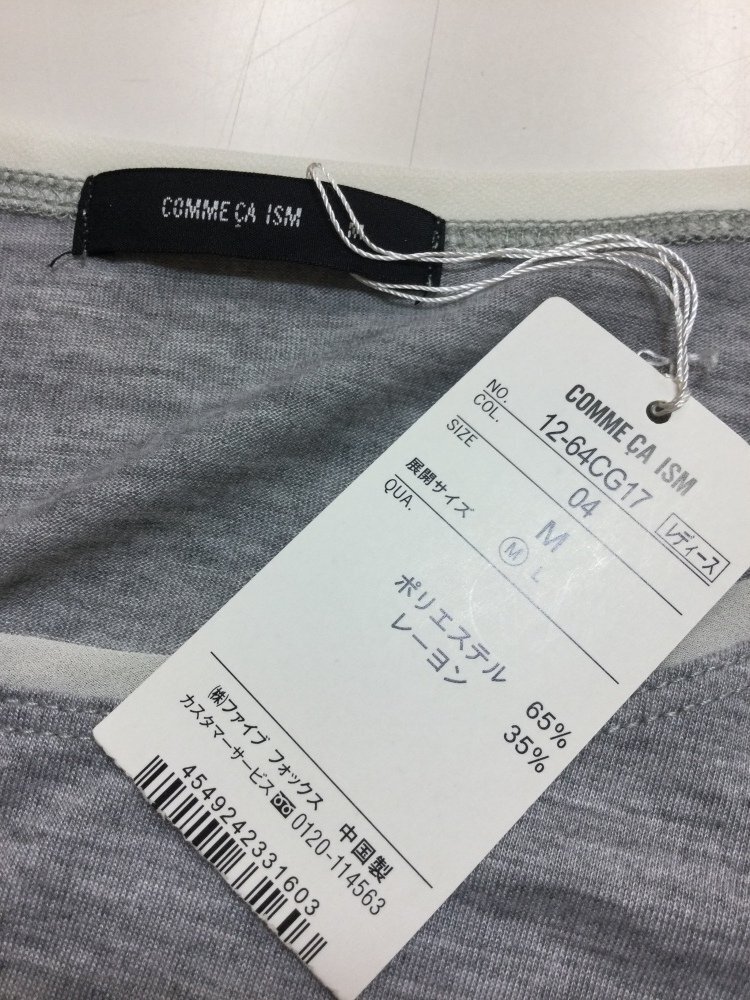 COMME ÇA ISM M
COMME ÇA ISM
NO. 12-64CG17
COL. 04 レディース
SIZE M
展開サイズ M L
QUA.
ポリエステル 65%
レーヨン 35%
㈱ファイブ フォックス 中国製
カスタマーサービス 0120-114563
4549242331603